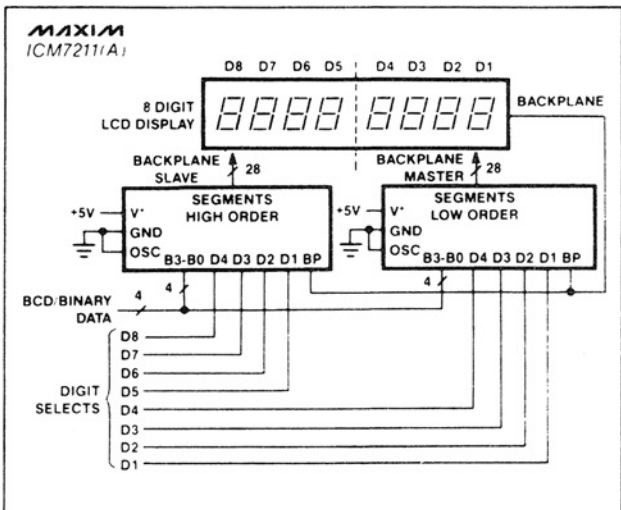 MAXIM
ICM7211(A)
D8 D7 D6 D5 D4 D3 D2 D1
8 DIGIT
LCD DISPLAY
BACKPLANE
BACKPLANE
SLAVE
28
BACKPLANE
MASTER
28
SEGMENTS
HIGH ORDER
+5V
V+
GND
OSC
B3-B0 D4 D3 D2 D1 BP
SEGMENTS
LOW ORDER
+5V
V+
GND
OSC
B3-B0 D4 D3 D2 D1 BP
4
4
BCD/BINARY
DATA
4
DIGIT
SELECTS
D8
D7
D6
D5
D4
D3
D2
D1